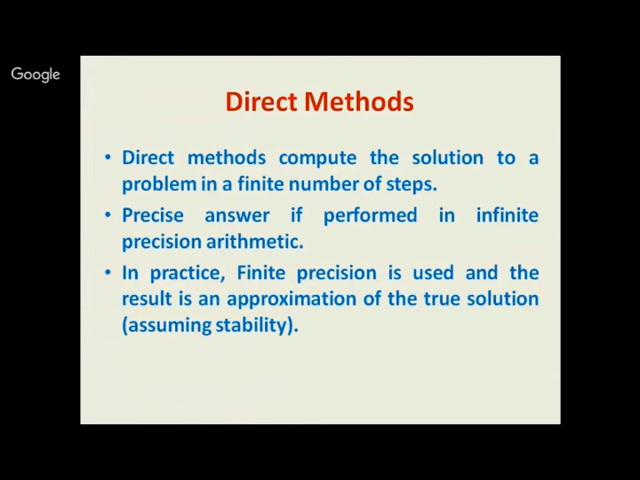 Google
Direct Methods
• Direct methods compute the solution to a
problem in a finite number of steps.
• Precise answer if performed in infinite
precision arithmetic.
• In practice, Finite precision is used and the
result is an approximation of the true solution
(assuming stability).